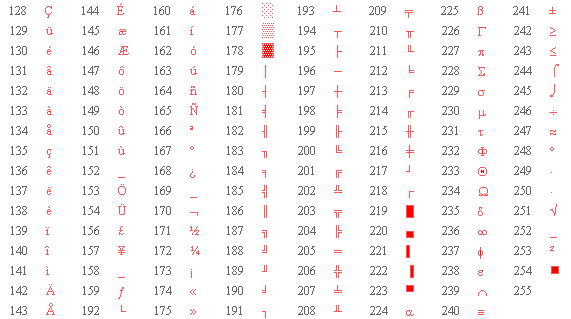 128 Ç 144 É 160 á 176 ░ 193 ┴ 209 ╤ 225 ß 241 ±
129 ü 145 æ 161 í 177 ▒ 194 ┬ 210 ╥ 226 Γ 242 ≥
130 é 146 Æ 162 ó 178 ▓ 195 ├ 211 ╙ 227 π 243 ≤
131 â 147 ô 163 ú 179 │ 196 ─ 212 ╘ 228 Σ 244 ⌠
132 ä 148 ö 164 ñ 180 ┤ 197 ┼ 213 ╒ 229 σ 245 ⌡
133 à 149 ò 165 Ñ 181 ╡ 198 ╞ 214 ╓ 230 µ 246 ÷
134 å 150 û 166 ª 182 ╢ 199 ╟ 215 ╫ 231 τ 247 ≈
135 ç 151 ù 167 º 183 ╖ 200 ╚ 216 ╪ 232 Φ 248 °
136 ê 152 _ 168 ¿ 184 ╕ 201 ╔ 217 ┘ 233 Θ 249 ·
137 ë 153 Ö 169 _ 185 ╣ 202 ╩ 218 ┌ 234 Ω 250 ·
138 è 154 Ü 170 ¬ 186 ║ 203 ╦ 219 █ 235 δ 251 √
139 ï 156 £ 171 ½ 187 ╗ 204 ╠ 220 ▄ 236 ∞ 252 _
140 î 157 ¥ 172 ¼ 188 ╝ 205 ═ 221 ▌ 237 φ 253 ²
141 ì 158 _ 173 ¡ 189 ╜ 206 ╬ 222 ▐ 238 ε 254 ■
142 Ä 159 ƒ 174 « 190 ╛ 207 ╧ 223 ▀ 239 ∩ 255
143 Å 192 └ 175 » 191 ┐ 208 ╨ 224 α 240 ≡